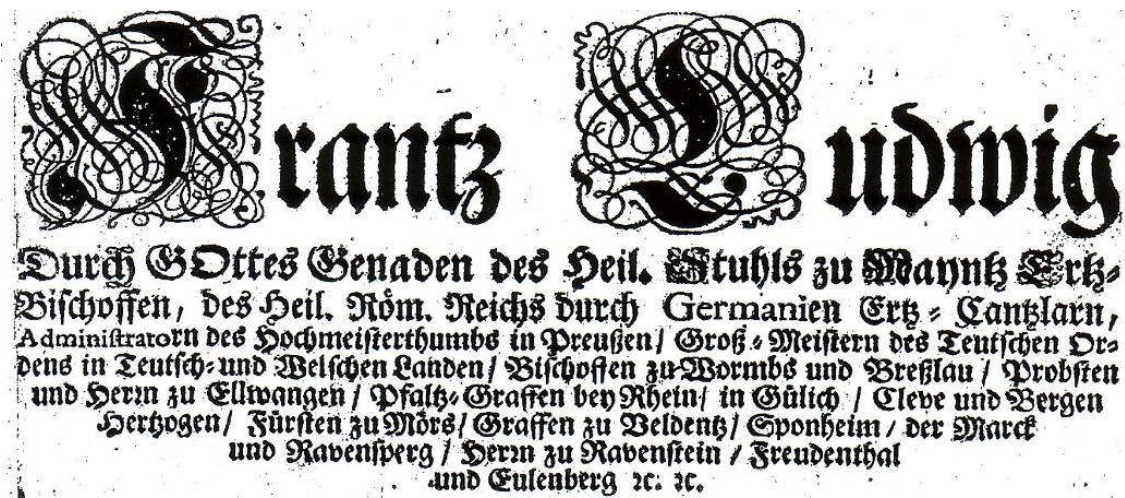 Frantz Ludwig
Durch GOttes Genaden des Heil. Stuhls zu Mayntz Ertz-
Bischoffen, des Heil. Röm. Reichs durch Germanien Ertz-Cantzlarn,
Administratorn des Hochmeisterthumbs in Preußen/ Groß-Meistern des Teutschen Or-
dens in Teutsch- und Welschen Landen/ Bischoffen zu Wormbs und Breßlau / Probsten
und Herrn zu Ellwangen / Pfaltz-Graffen bey Rhein/ in Gülich / Cleve und Bergen
Hertzogen/ Fürsten zu Mörs/ Graffen zu Veldentz/ Sponheim / der Marck
und Ravensperg / Herrn zu Ravenstein / Freudenthal
und Eulenberg ꝛc. ꝛc.